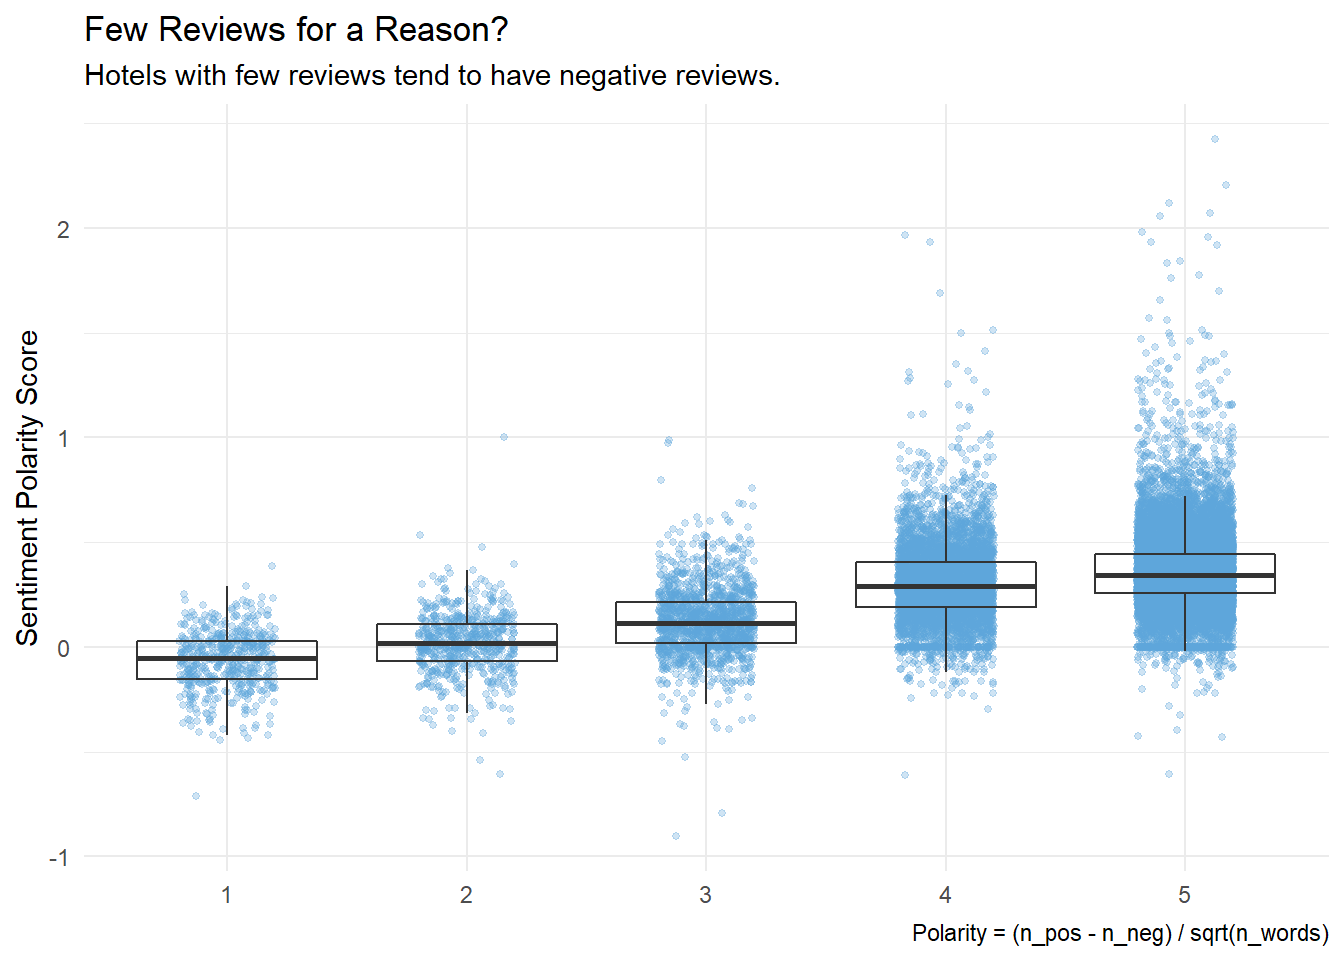 Few Reviews for a Reason?
Hotels with few reviews tend to have negative reviews.
Sentiment Polarity Score
2
1
0
-1
1 2 3 4 5
Polarity = (n_pos - n_neg) / sqrt(n_words)